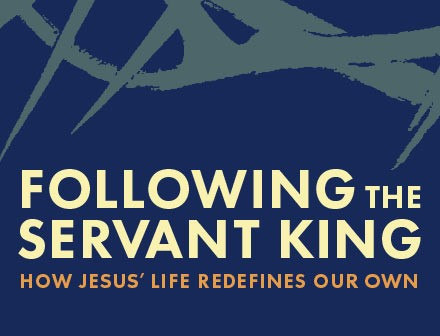 FOLLOWING THE
SERVANT KING
HOW JESUS' LIFE REDEFINES OUR OWN